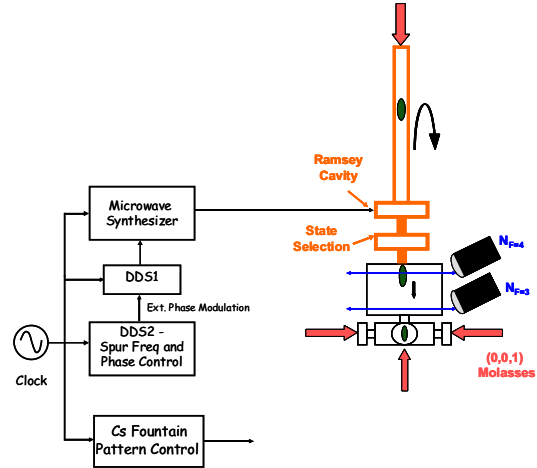 Ramsey
Cavity
Microwave
Synthesizer
State
Selection
N F=4
DDS1
N F=3
Ext. Phase Modulation
DDS2 -
Spur Freq and
Phase Control
Clock
(0,0,1)
Molasses
Cs Fountain
Pattern Control